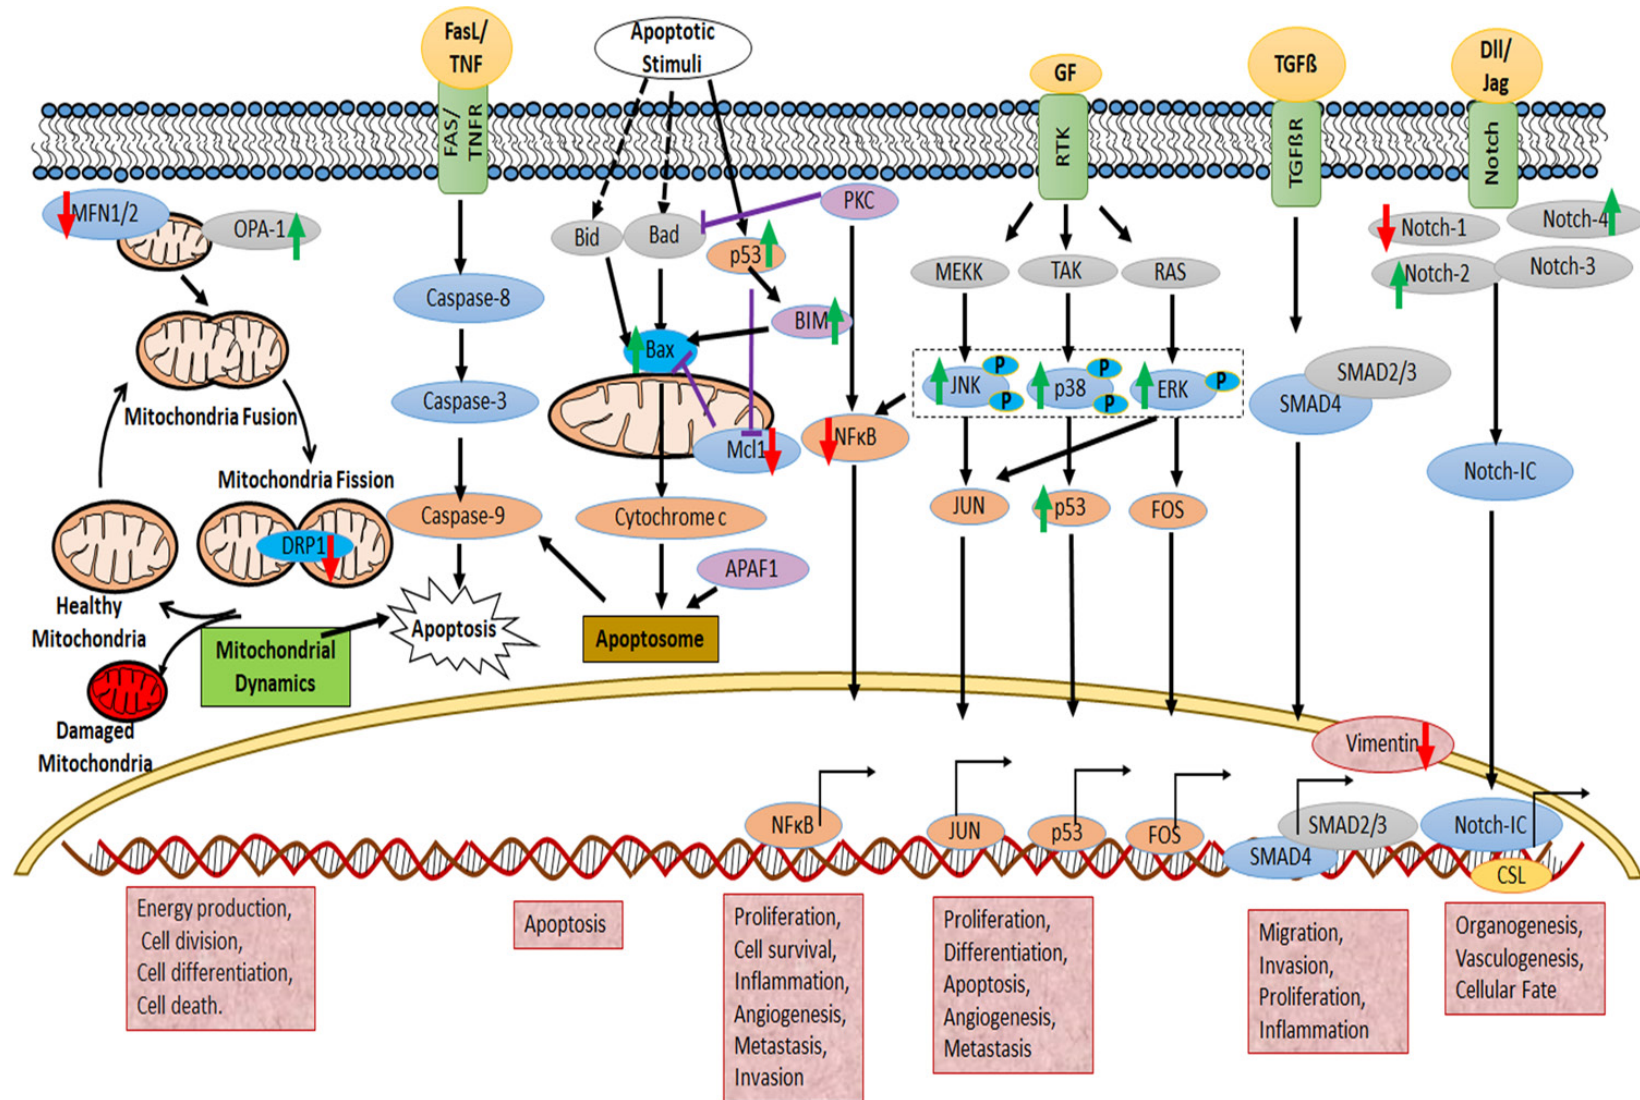 FasL/
TNF
Apoptotic
Stimuli
GF
TGFß
Dll/
Jag
FAS/
TNFR
RTK
TGFßR
Notch
MFN1/2
OPA-1
PKC
Bid
Bad
p53
Notch-1
Notch-4
Notch-2
Notch-3
MEKK
TAK
RAS
Caspase-8
BIM
Bax
JNK
P
P
p38
P
P
ERK
P
SMAD2/3
SMAD4
Mitochondria Fusion
Caspase-3
Mcl1
NFκB
Notch-IC
Mitochondria Fission
Caspase-9
Cytochrome c
JUN
p53
FOS
DRP1
APAF1
Healthy
Mitochondria
Apoptosis
Apoptosome
Mitochondrial
Dynamics
Damaged
Mitochondria
Vimentin
NFκB
JUN
p53
FOS
SMAD2/3
SMAD4
Notch-IC
CSL
Energy production,
Cell division,
Cell differentiation,
Cell death.
Apoptosis
Proliferation,
Cell survival,
Inflammation,
Angiogenesis,
Metastasis,
Invasion
Proliferation,
Differentiation,
Apoptosis,
Angiogenesis,
Metastasis
Migration,
Invasion,
Proliferation,
Inflammation
Organogenesis,
Vasculogenesis,
Cellular Fate